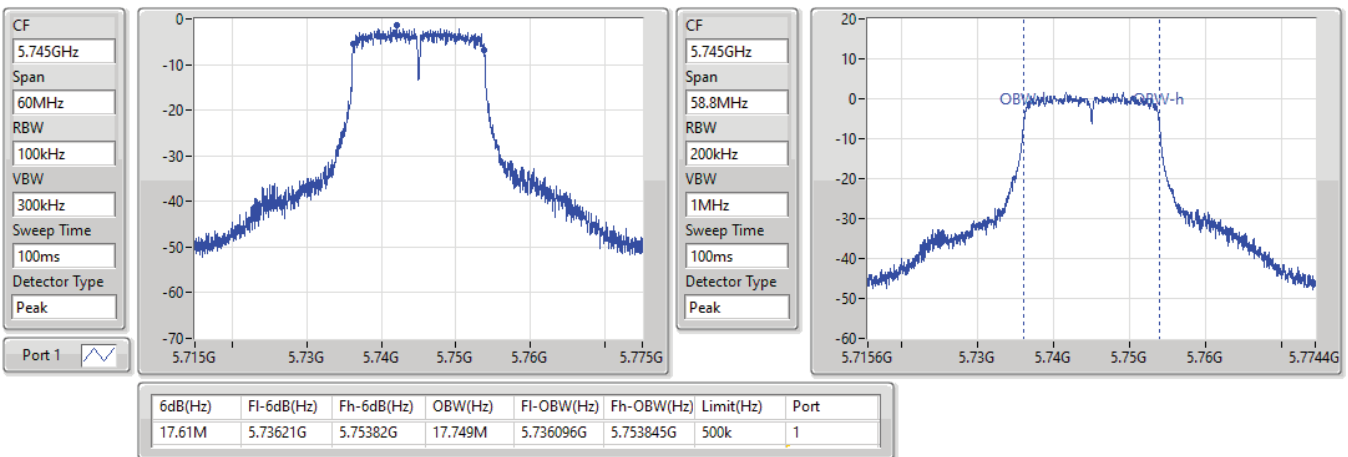 CF
5.745GHz
Span
60MHz
RBW
100kHz
VBW
300kHz
Sweep Time
100ms
Detector Type
Peak
Port 1
0-
-10-
-20-
-30-
-40-
-50-
-60-
-70-
5.715G 5.73G 5.74G 5.75G 5.76G 5.775G
CF
5.745GHz
Span
58.8MHz
RBW
200kHz
VBW
1MHz
Sweep Time
100ms
Detector Type
Peak
20-
10-
0-
-10-
-20-
-30-
-40-
-50-
-60-
OBW-h
5.7156G 5.73G 5.74G 5.75G 5.76G 5.7744G
6dB(Hz) Fl-6dB(Hz) Fh-6dB(Hz) OBW(Hz) Fl-OBW(Hz) Fh-OBW(Hz) Limit(Hz) Port
17.61M 5.73621G 5.75382G 17.749M 5.736096G 5.753845G 500k 1